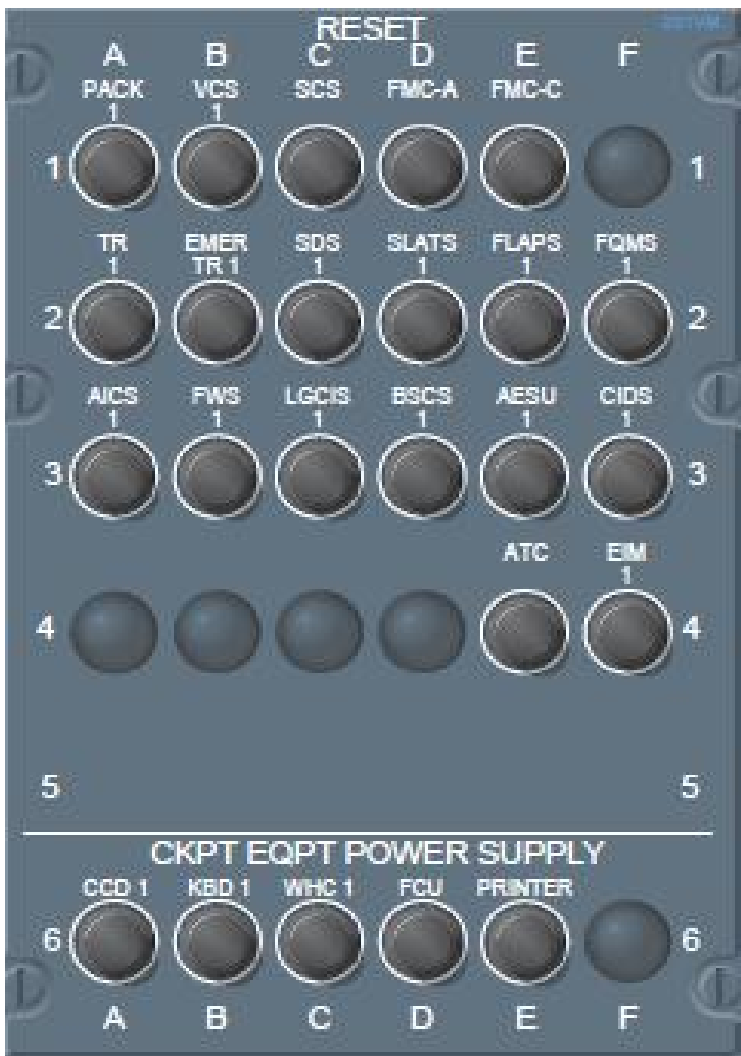 RESET
A B C D E F
PACK VCS SCS FMC-A FMC-C
1 1
1 1
TR EMER SDS SLATS FLAPS FQMS
1 TR 1 1 1 1 1
2 2
AICS FWS LGCIS BSCS AESU CIDS
1 1 1 1 1 1
3 3
ATC EIM
1
4 4
5 5
CKPT EQPT POWER SUPPLY
CCD 1 KBD 1 WHC 1 FCU PRINTER
6 6
A B C D E F